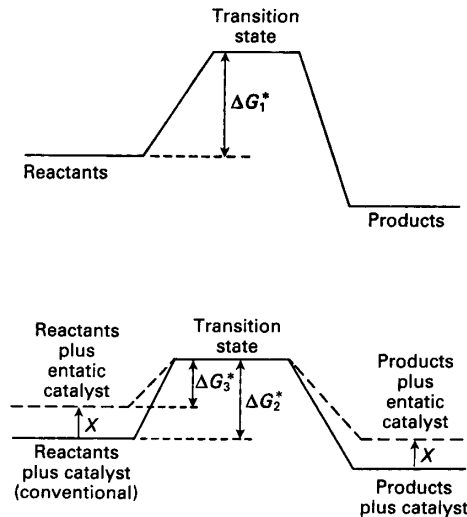 Transition
state
ΔG₁*
Reactants
Products
Reactants
plus
entatic
catalyst
Transition
state
Products
plus
entatic
catalyst
ΔG₃*
ΔG₂*
X
X
Reactants
plus catalyst
(conventional)
Products
plus catalyst